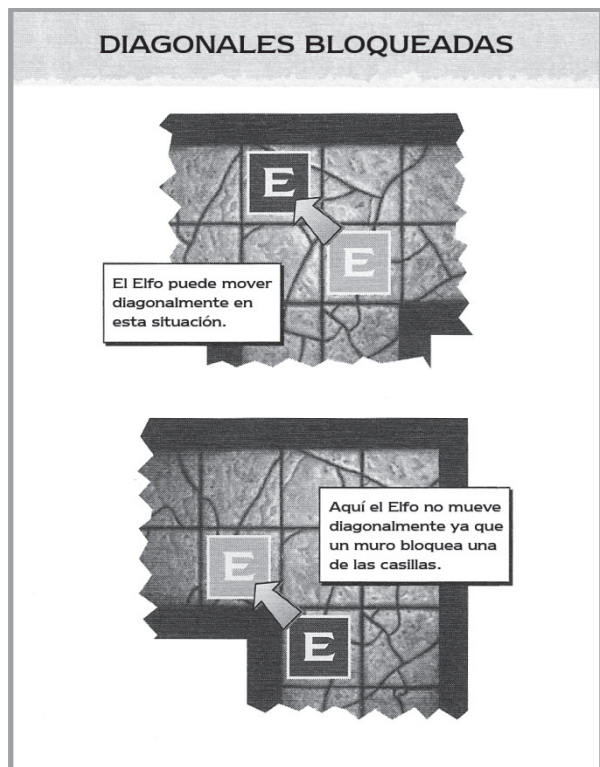 DIAGONALES BLOQUEADAS
E
E
El Elfo puede mover
diagonalmente en
esta situación.
Aquí el Elfo no mueve
diagonalmente ya que
un muro bloquea una
de las casillas.
E
E